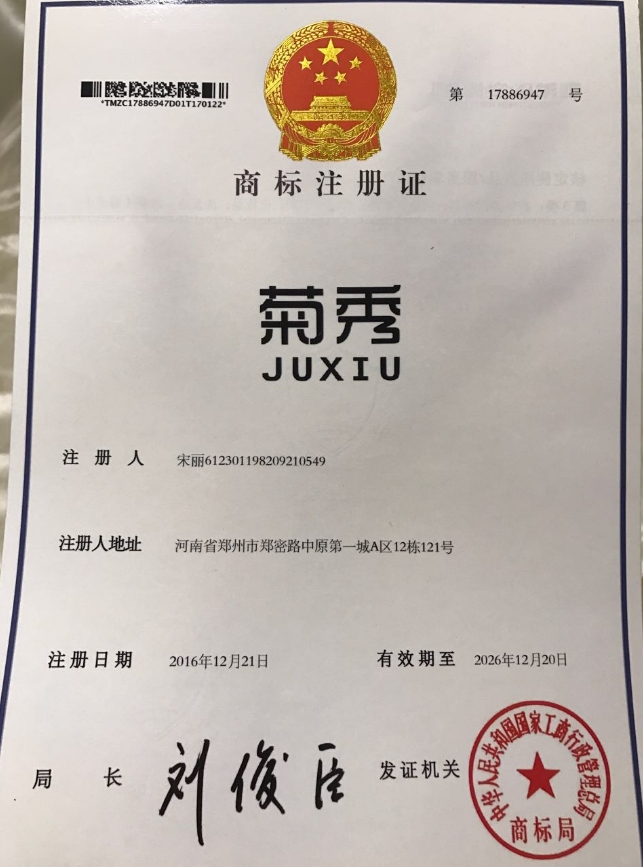 *TMZC17886947D01T170122*
第 17886947 号
商标注册证
菊秀
JUXIU
注册人 宋丽612301198209210549
注册人地址 河南省郑州市郑密路中原第一城A区12栋121号
注册日期 2016年12月21日 有效期至 2026年12月20日
局长 刘俊臣 发证机关
中华人民共和国国家工商行政管理总局
商标局